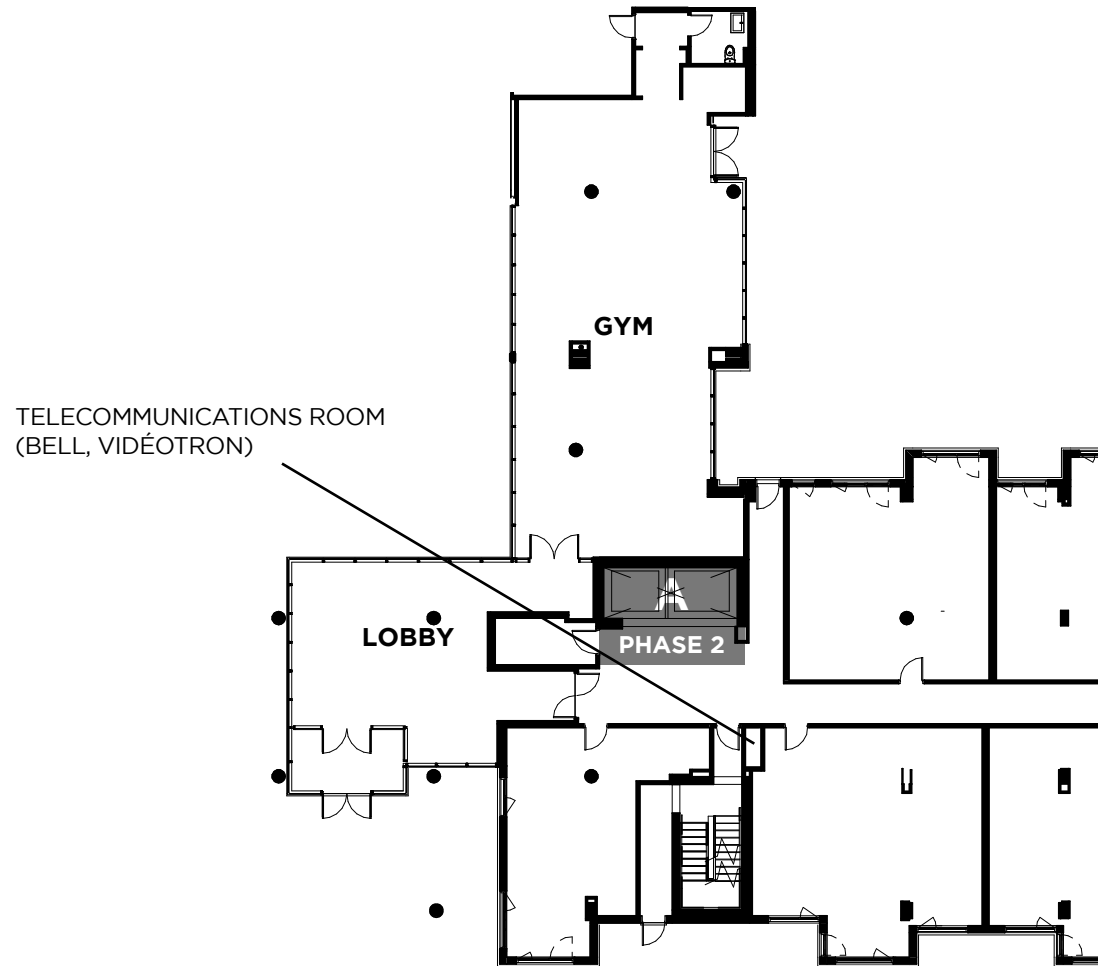 GYM
TELECOMMUNICATIONS ROOM
(BELL, VIDÉOTRON)
A
LOBBY
PHASE 2